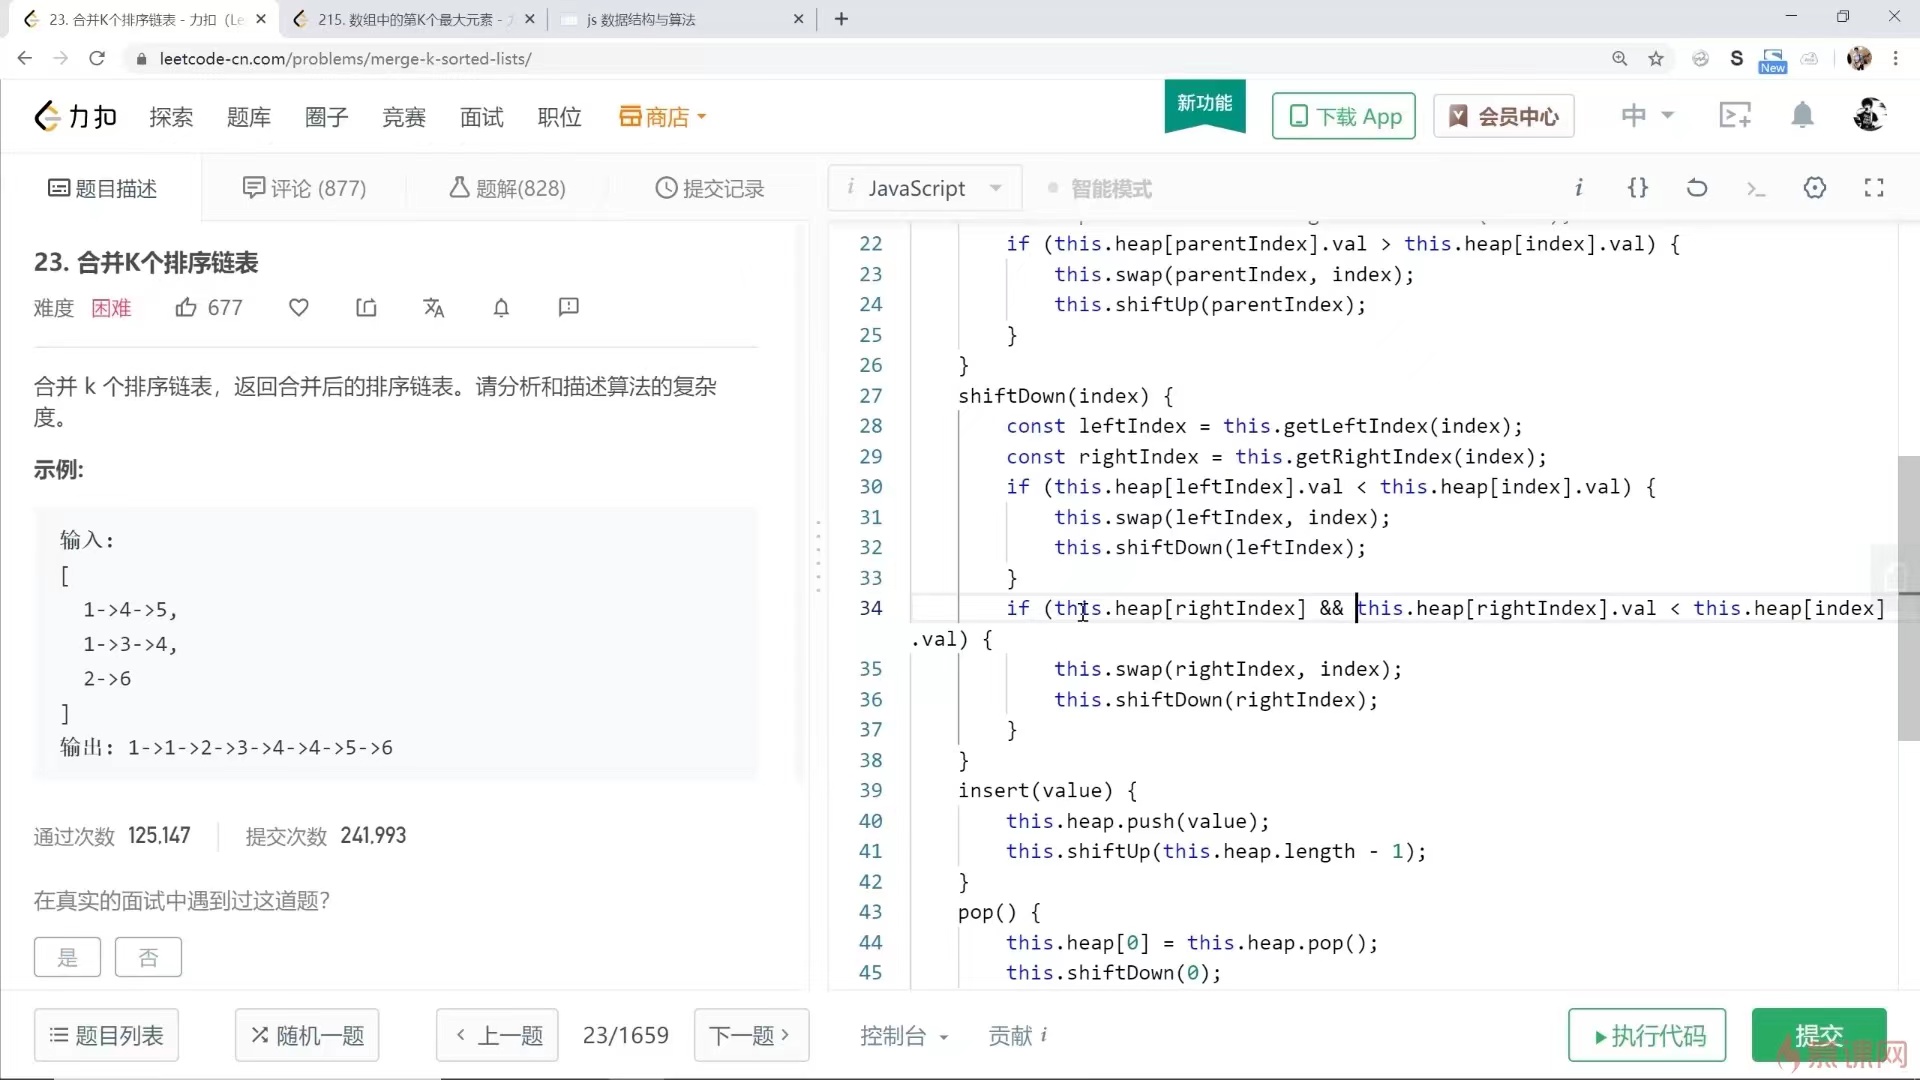 23. 合并K个排序链表 - 力扣 (Le
215. 数组中的第K个最大元素 -
js 数据结构与算法
leetcode-cn.com/problems/merge-k-sorted-lists/
S
New
力扣
探索
题库
圈子
竞赛
面试
职位
商店
新功能
下载 App
会员中心
中
题目描述
评论 (877)
题解(828)
提交记录
i JavaScript
智能模式
23. 合并K个排序链表
难度 困难 677
合并 k 个排序链表，返回合并后的排序链表。请分析和描述算法的复杂
度。
示例:
输入:
[
1->4->5,
1->3->4,
2->6
]
输出: 1->1->2->3->4->4->5->6
通过次数 125,147 提交次数 241,993
在真实的面试中遇到过这道题?
是 否
22 if (this.heap[parentIndex].val > this.heap[index].val) {
23 this.swap(parentIndex, index);
24 this.shiftUp(parentIndex);
25 }
26 }
27 shiftDown(index) {
28 const leftIndex = this.getLeftIndex(index);
29 const rightIndex = this.getRightIndex(index);
30 if (this.heap[leftIndex].val < this.heap[index].val) {
31 this.swap(leftIndex, index);
32 this.shiftDown(leftIndex);
33 }
34 if (this.heap[rightIndex] && this.heap[rightIndex].val < this.heap[index]
.val) {
35 this.swap(rightIndex, index);
36 this.shiftDown(rightIndex);
37 }
38 }
39 insert(value) {
40 this.heap.push(value);
41 this.shiftUp(this.heap.length - 1);
42 }
43 pop() {
44 this.heap[0] = this.heap.pop();
45 this.shiftDown(0);
题目列表
随机一题
上一题
23/1659
下一题
控制台
贡献 i
执行代码
提交
慕课网